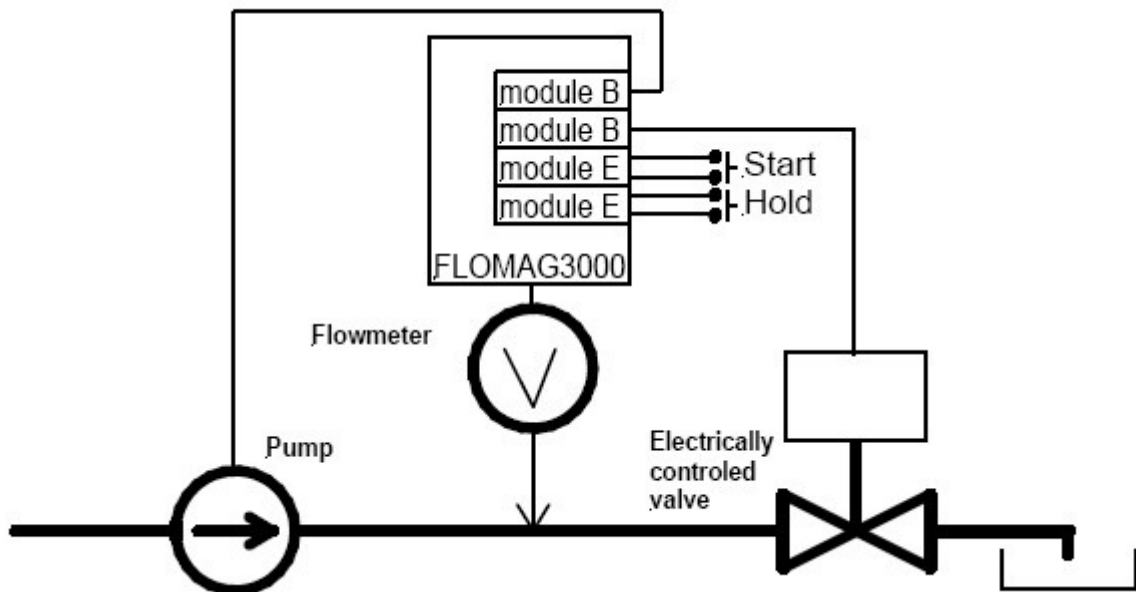 module B
module B
module E
module E
Start
Hold
FLOMAG3000
Flowmeter
V
Pump
Electrically
controled
valve